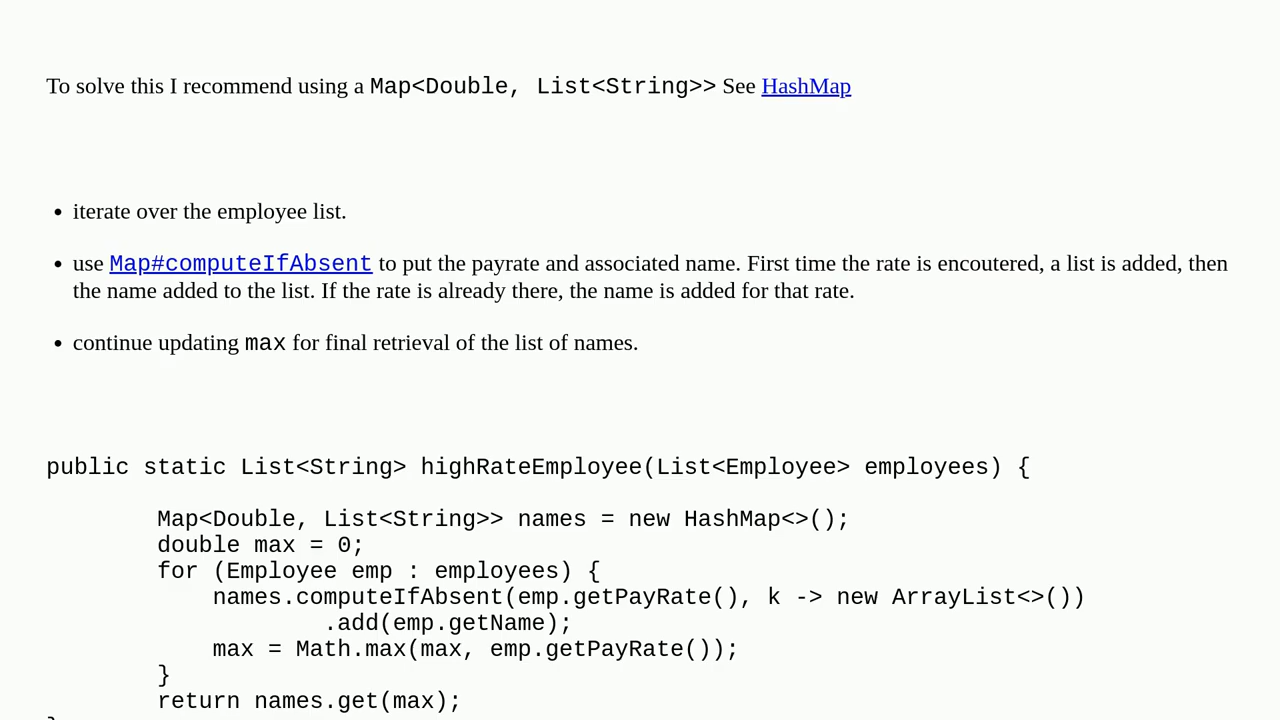 To solve this I recommend using a Map<Double, List<String>> See HashMap
• iterate over the employee list.
• use Map#computeIfAbsent to put the payrate and associated name. First time the rate is encoutered, a list is added, then
the name added to the list. If the rate is already there, the name is added for that rate.
• continue updating max for final retrieval of the list of names.
public static List<String> highRateEmployee(List<Employee> employees) {
        Map<Double, List<String>> names = new HashMap<>();
        double max = 0;
        for (Employee emp : employees) {
            names.computeIfAbsent(emp.getPayRate(), k -> new ArrayList<>())
                    .add(emp.getName);
            max = Math.max(max, emp.getPayRate());
        }
        return names.get(max);
}